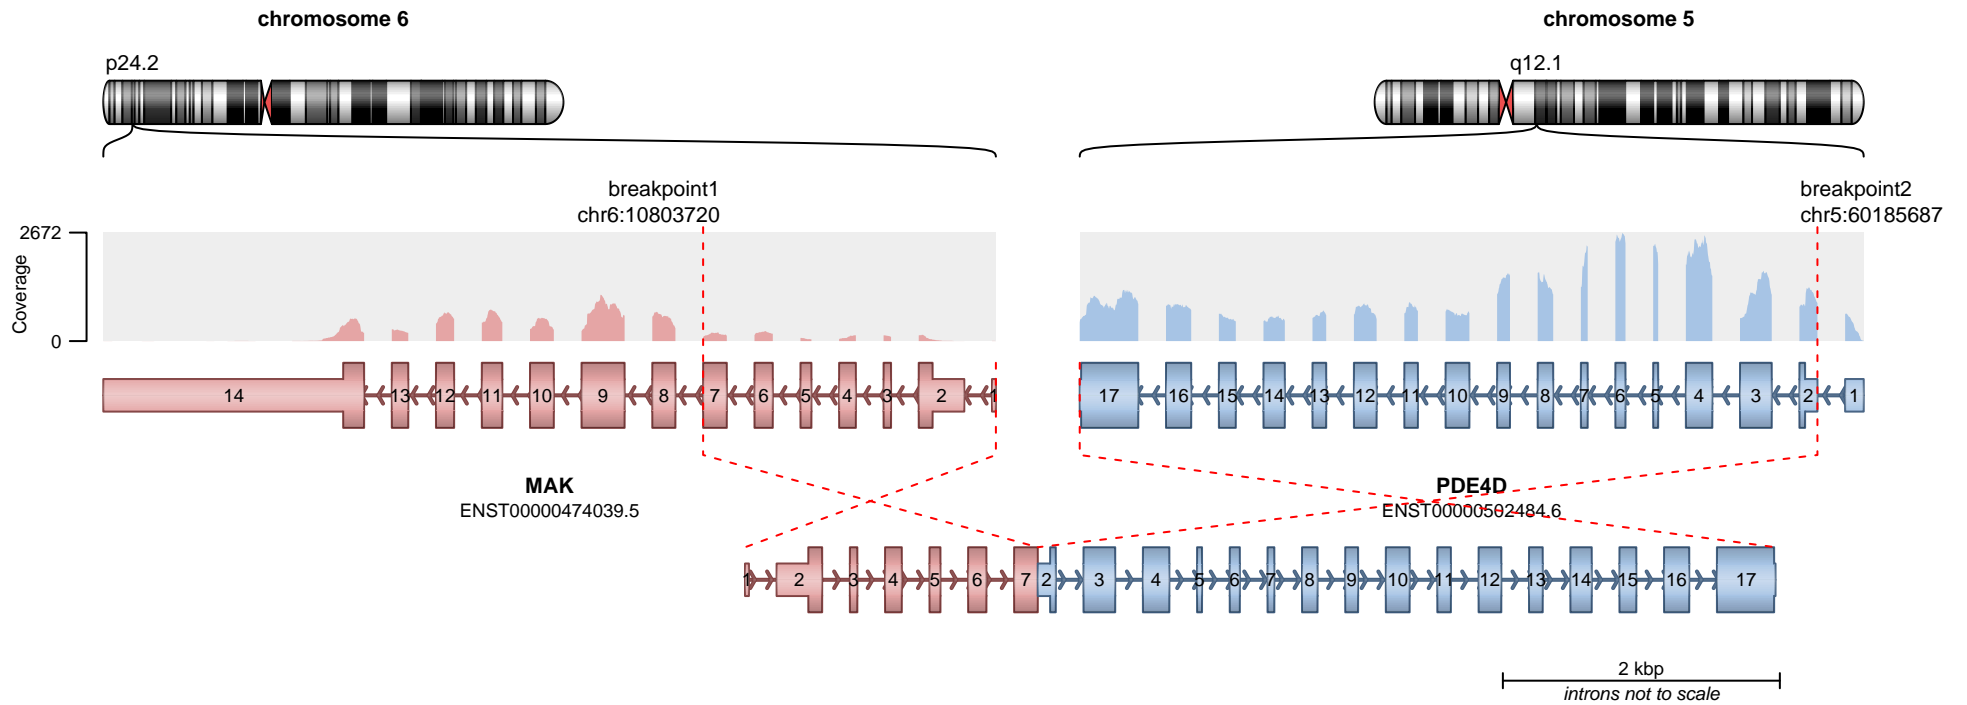 chromosome 6
chromosome 5
p24.2
q12.1
breakpoint1
chr6:10803720
breakpoint2
chr5:60185687
2672
Coverage
0
14 13 12 11 10 9 8 7 6 5 4 3 2 1
17 16 15 14 13 12 11 10 9 8 7 6 5 4 3 2 1
MAK
ENST00000474039.5
PDE4D
ENST00000502484.6
1 2 3 4 5 6 7 2 3 4 5 6 7 8 9 10 11 12 13 14 15 16 17
2 kbp
introns not to scale